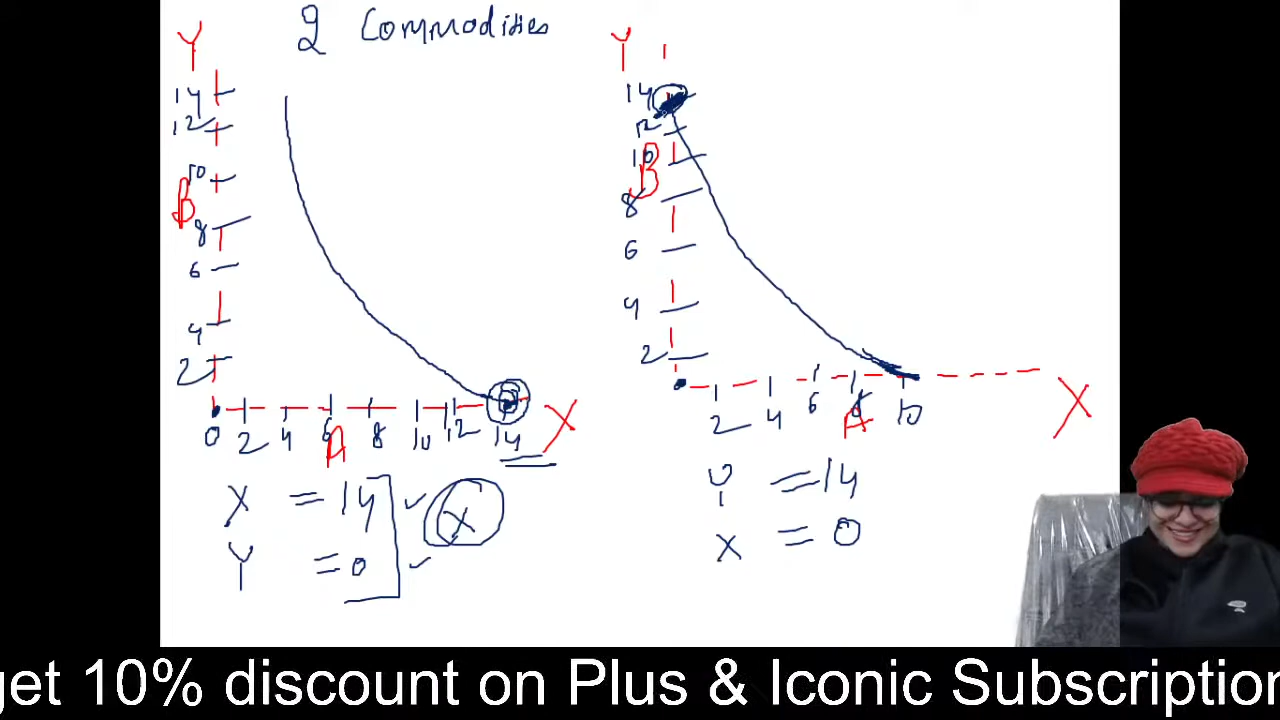 2 Commodities
Y
14
12
10
B
8
6
4
2
0 2 4 6 8 10 12 14
A
X
X = 14
Y = 0
X
Y
14
12
10
B
8
6
4
2
2 4 6 8 10
A
X
Y = 14
X = 0
get 10% discount on Plus & Iconic Subscription